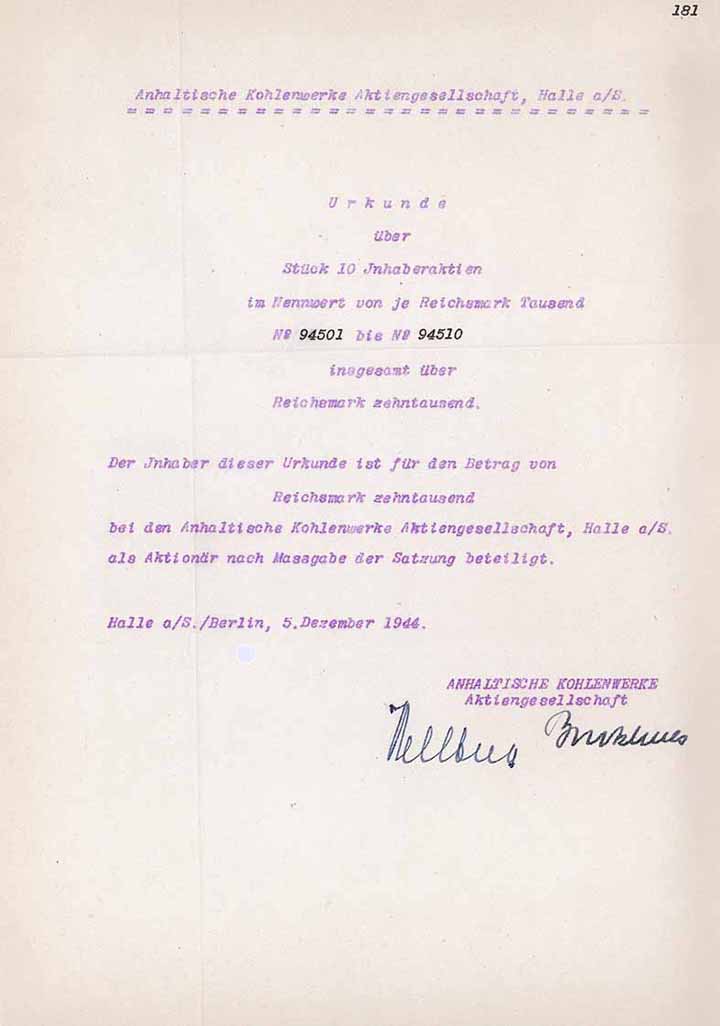 181
Anhaltische Kohlenwerke Aktiengesellschaft, Halle a/S.
= = = = = = = = = = = = = = = = = = = = = = = = = = = = =
U r k u n d e
über
Stück 10 Jnhaberaktien
im Nennwert von je Reichsmark Tausend
Nº 94501 bis Nº 94510
insgesamt über
Reichsmark zehntausend.
Der Jnhaber dieser Urkunde ist für den Betrag von
Reichsmark zehntausend
bei den Anhaltische Kohlenwerke Aktiengesellschaft, Halle a/S.
als Aktionär nach Massgabe der Satzung beteiligt.
Halle a/S./Berlin, 5.Dezember 1944.
ANHALTISCHE KOHLENWERKE
Aktiengesellschaft